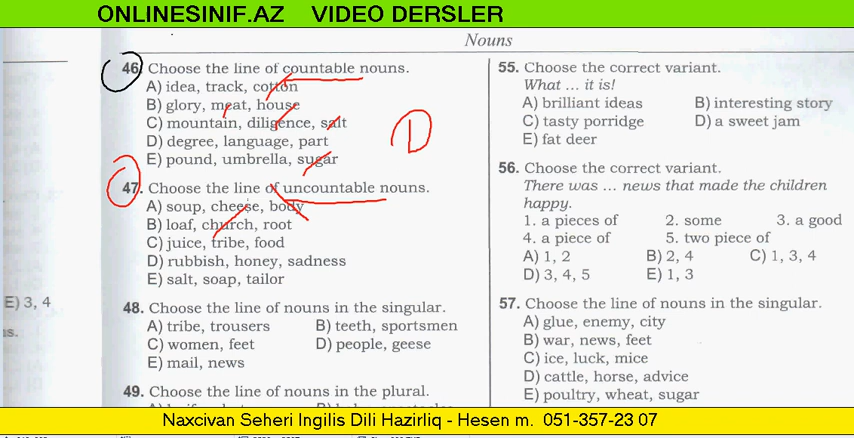 ONLINESINIF.AZ VIDEO DERSLER
Nouns
46. Choose the line of countable nouns.
A) idea, track, cotton
B) glory, meat, house
C) mountain, diligence, salt
D) degree, language, part
E) pound, umbrella, sugar
D
47. Choose the line of uncountable nouns.
A) soup, cheese, body
B) loaf, church, root
C) juice, tribe, food
D) rubbish, honey, sadness
E) salt, soap, tailor
48. Choose the line of nouns in the singular.
A) tribe, trousers B) teeth, sportsmen
C) women, feet D) people, geese
E) mail, news
49. Choose the line of nouns in the plural.
E) 3, 4
ıs.
55. Choose the correct variant.
What ... it is!
A) brilliant ideas B) interesting story
C) tasty porridge D) a sweet jam
E) fat deer
56. Choose the correct variant.
There was ... news that made the children
happy.
1. a pieces of 2. some 3. a good
4. a piece of 5. two piece of
A) 1, 2 B) 2, 4 C) 1, 3, 4
D) 3, 4, 5 E) 1, 3
57. Choose the line of nouns in the singular.
A) glue, enemy, city
B) war, news, feet
C) ice, luck, mice
D) cattle, horse, advice
E) poultry, wheat, sugar
Naxcivan Seheri Ingilis Dili Hazirliq - Hesen m. 051-357-23 07